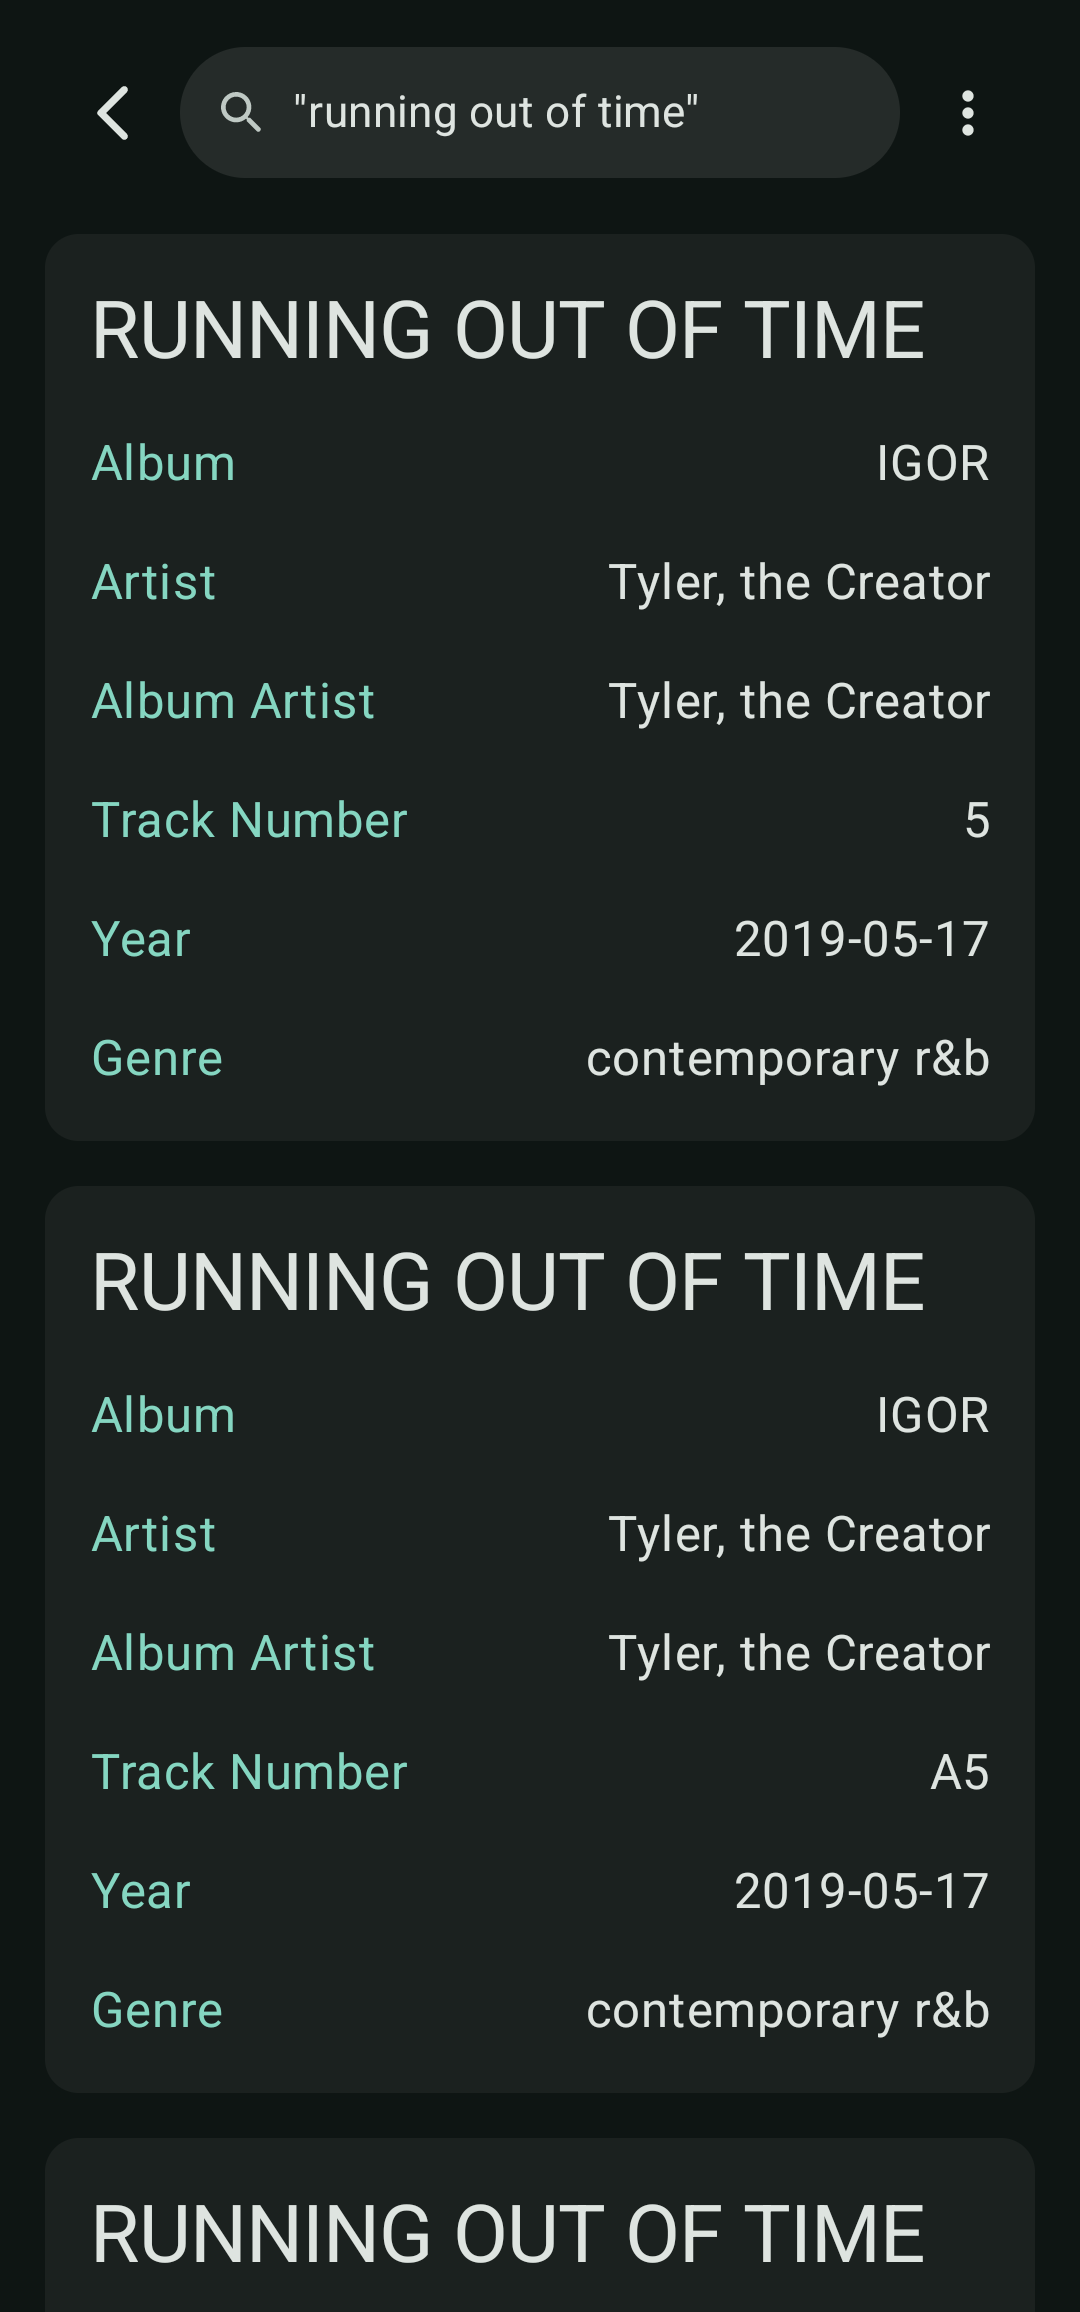 "running out of time"
RUNNING OUT OF TIME
Album IGOR
Artist Tyler, the Creator
Album Artist Tyler, the Creator
Track Number 5
Year 2019-05-17
Genre contemporary r&b
RUNNING OUT OF TIME
Album IGOR
Artist Tyler, the Creator
Album Artist Tyler, the Creator
Track Number A5
Year 2019-05-17
Genre contemporary r&b
RUNNING OUT OF TIME